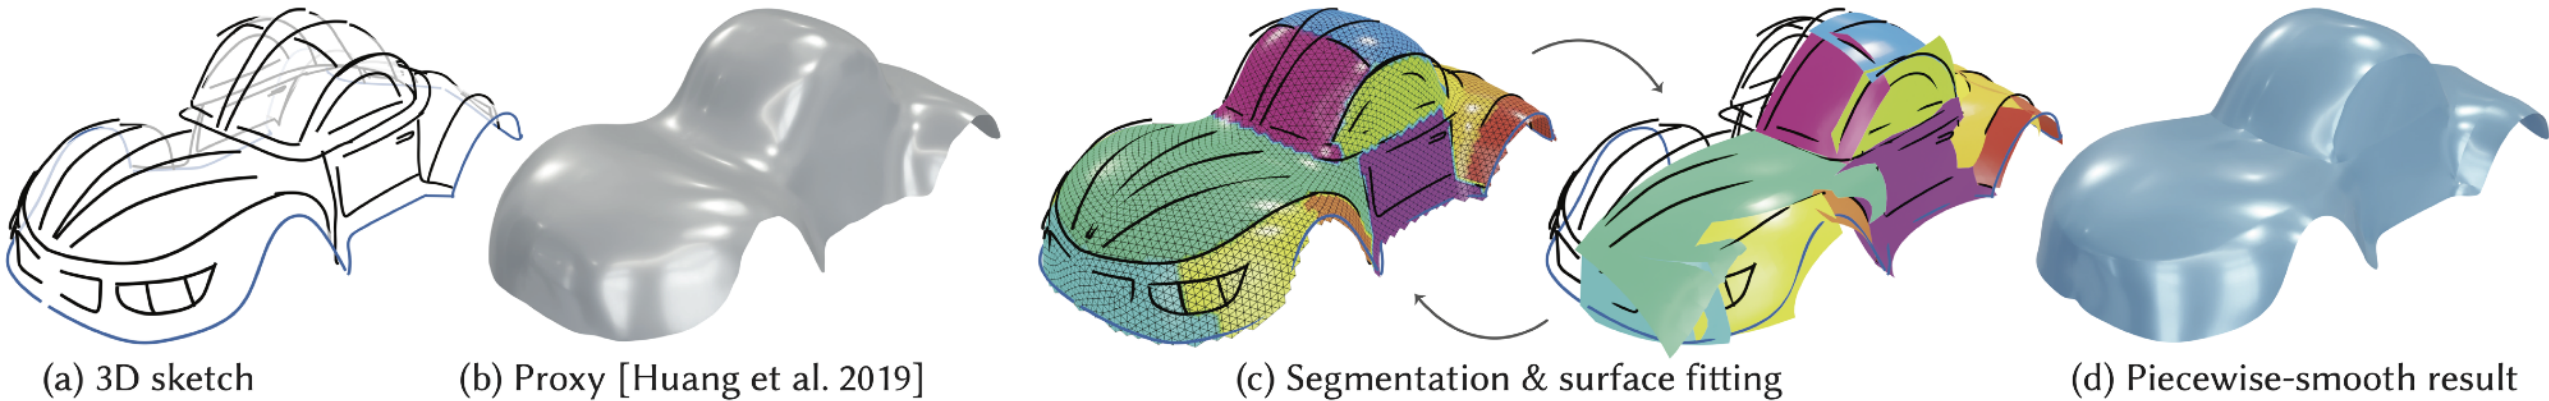 (a) 3D sketch
(b) Proxy [Huang et al. 2019]
(c) Segmentation & surface fitting
(d) Piecewise-smooth result